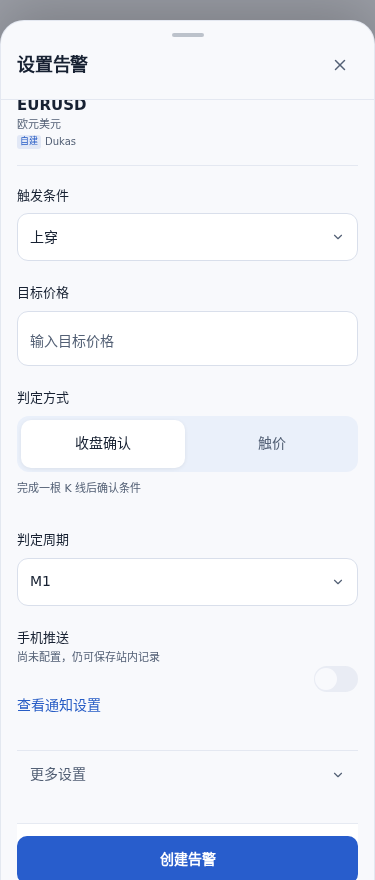 设置告警
EURUSD
欧元美元
自建 Dukas
触发条件
上穿
目标价格
输入目标价格
判定方式
收盘确认 触价
完成一根 K 线后确认条件
判定周期
M1
手机推送
尚未配置，仍可保存站内记录
查看通知设置
更多设置
创建告警